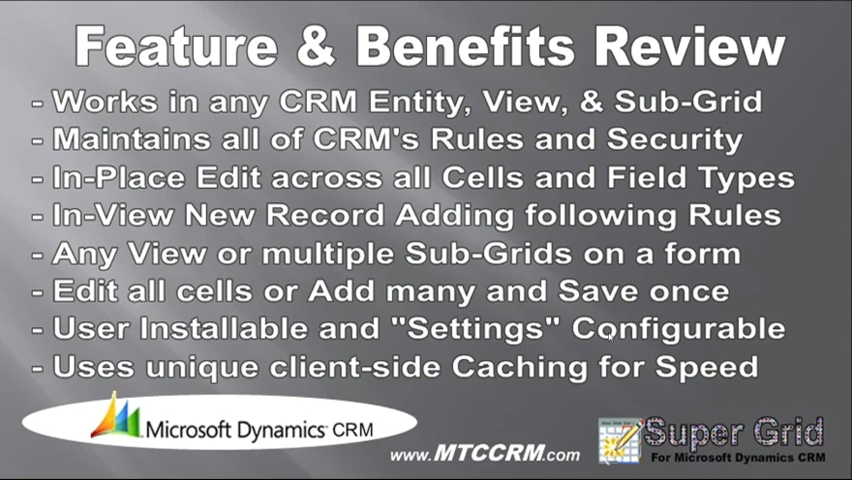 Feature & Benefits Review
- Works in any CRM Entity, View, & Sub-Grid
- Maintains all of CRM's Rules and Security
- In-Place Edit across all Cells and Field Types
- In-View New Record Adding following Rules
- Any View or multiple Sub-Grids on a form
- Edit all cells or Add many and Save once
- User Installable and "Settings" Configurable
- Uses unique client-side Caching for Speed
Microsoft Dynamics CRM
www.MTCCRM.com
Super Grid
For Microsoft Dynamics CRM